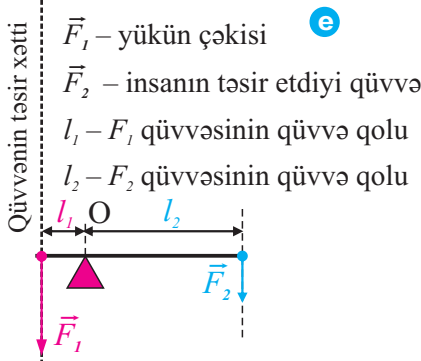 Qüvvənin təsir xətti
e
F₁ – yükün çəkisi
F₂ – insanın təsir etdiyi qüvvə
l₁ – F₁ qüvvəsinin qüvvə qolu
l₂ – F₂ qüvvəsinin qüvvə qolu
l₁ O l₂
F₂
F₁